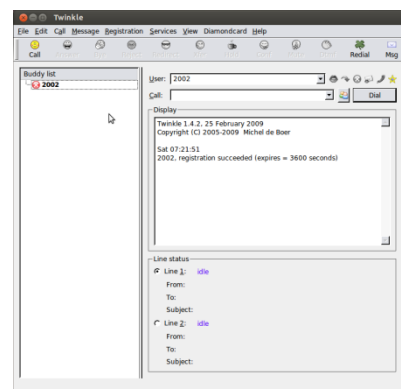 Twinkle
File Edit Call Message Registration Services View Diamondcard Help
Call Redial Msg
Buddy list
2002
User: 2002
Call: Dial
Display
Twinkle 1.4.2, 25 February 2009
Copyright (C) 2005-2009 Michel de Boer
Sat 07:21:51
2002, registration succeeded (expires = 3600 seconds)
Line status
Line 1: idle
From:
To:
Subject:
Line 2: idle
From:
To:
Subject: